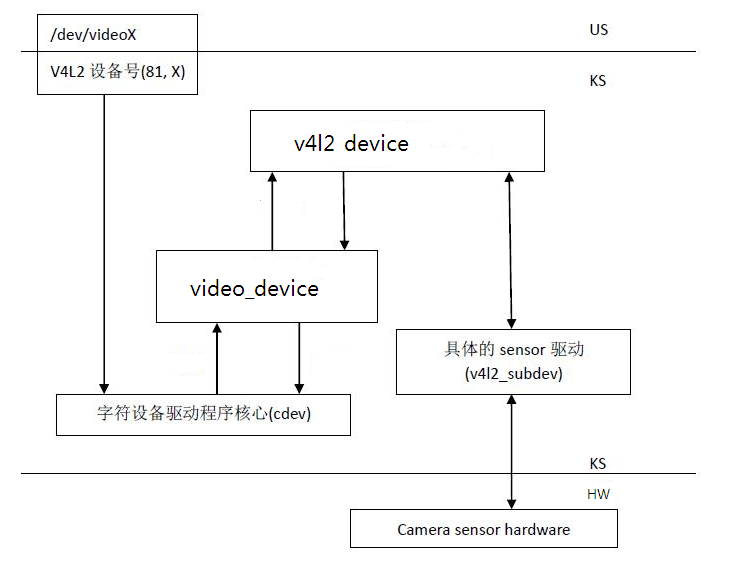 /dev/videoX
US
V4L2 设备号(81, X)
KS
v4l2 device
video_device
具体的 sensor 驱动
(v4l2_subdev)
字符设备驱动程序核心(cdev)
KS
HW
Camera sensor hardware